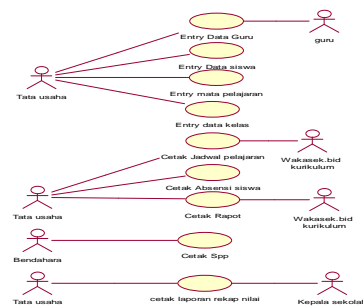 Entry Data Guru
guru
Entry Data siswa
Tata usaha
Entry mata pelajaran
Entry data kelas
Cetak Jadwal pelajaran
Wakasek.bid
kurikulum
Cetak Absensi siswa
Tata usaha
Cetak Rapot
Wakasek.bid
kurikulum
Bendahara
Cetak Spp
Tata usaha
cetak laporan rekap nilai
Kepala sekolah